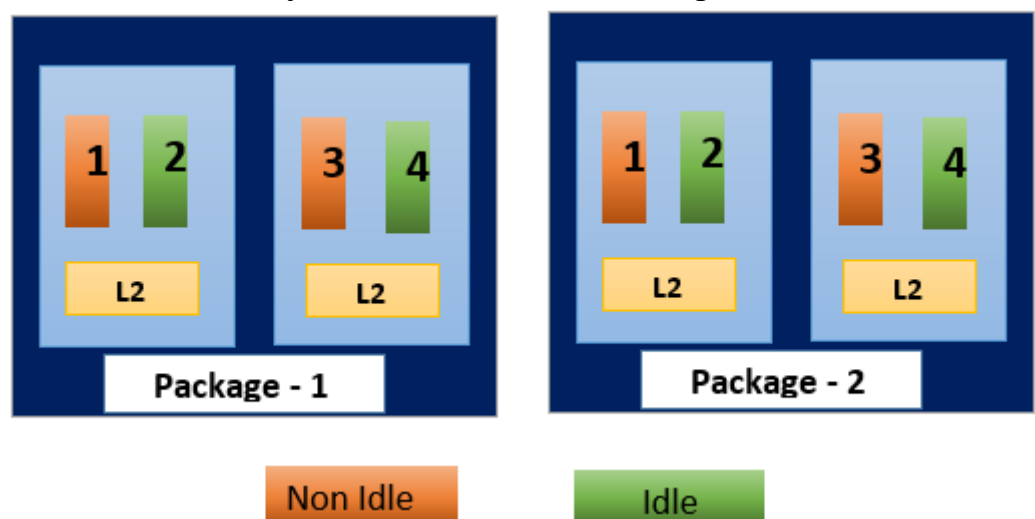 1 2 3 4
L2 L2
Package - 1
1 2 3 4
L2 L2
Package - 2
Non Idle
Idle